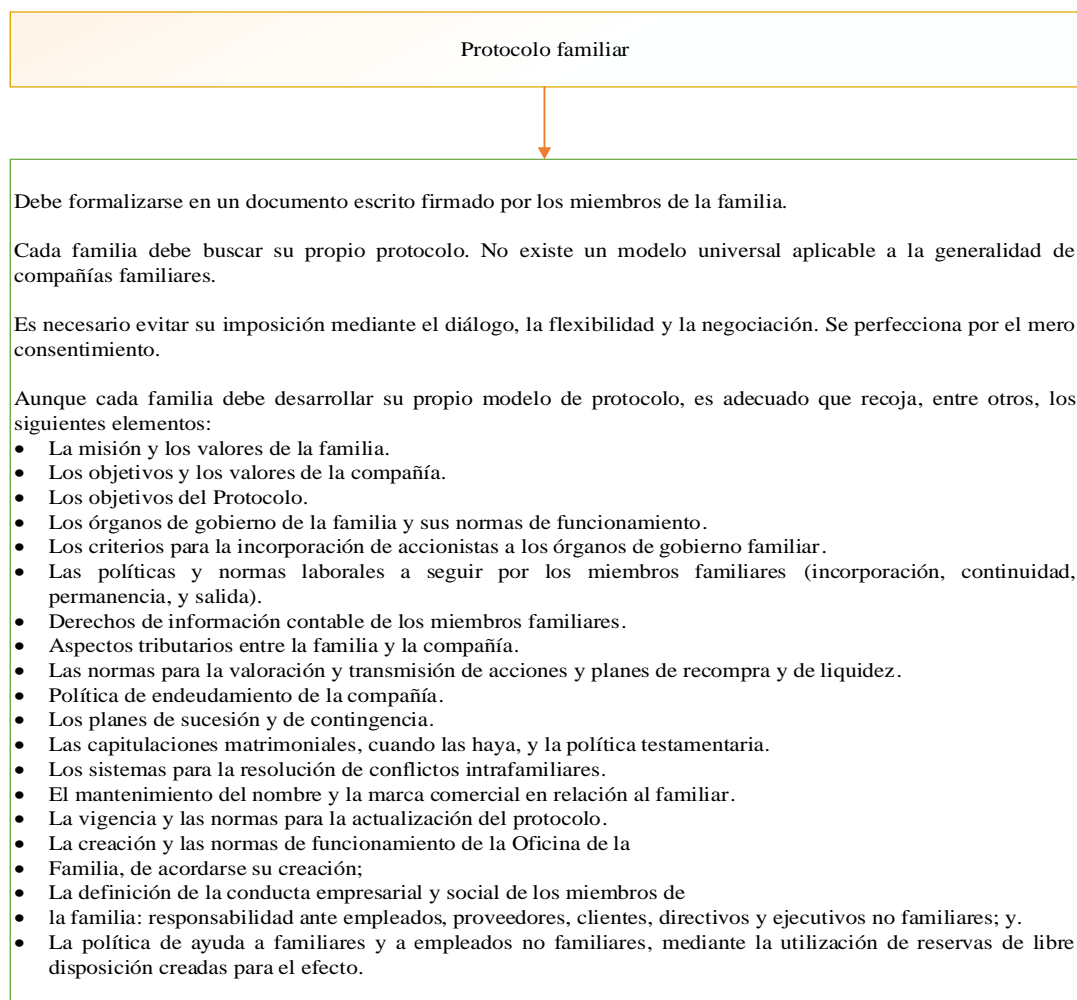 Protocolo familiar
Debe formalizarse en un documento escrito firmado por los miembros de la familia.
Cada familia debe buscar su propio protocolo. No existe un modelo universal aplicable a la generalidad de
compañías familiares.
Es necesario evitar su imposición mediante el diálogo, la flexibilidad y la negociación. Se perfecciona por el mero
consentimiento.
Aunque cada familia debe desarrollar su propio modelo de protocolo, es adecuado que recoja, entre otros, los
siguientes elementos:
• La misión y los valores de la familia.
• Los objetivos y los valores de la compañía.
• Los objetivos del Protocolo.
• Los órganos de gobierno de la familia y sus normas de funcionamiento.
• Los criterios para la incorporación de accionistas a los órganos de gobierno familiar.
• Las políticas y normas laborales a seguir por los miembros familiares (incorporación, continuidad,
permanencia, y salida).
• Derechos de información contable de los miembros familiares.
• Aspectos tributarios entre la familia y la compañía.
• Las normas para la valoración y transmisión de acciones y planes de recompra y de liquidez.
• Política de endeudamiento de la compañía.
• Los planes de sucesión y de contingencia.
• Las capitulaciones matrimoniales, cuando las haya, y la política testamentaria.
• Los sistemas para la resolución de conflictos intrafamiliares.
• El mantenimiento del nombre y la marca comercial en relación al familiar.
• La vigencia y las normas para la actualización del protocolo.
• La creación y las normas de funcionamiento de la Oficina de la
• Familia, de acordarse su creación;
• La definición de la conducta empresarial y social de los miembros de
• la familia: responsabilidad ante empleados, proveedores, clientes, directivos y ejecutivos no familiares; y.
• La política de ayuda a familiares y a empleados no familiares, mediante la utilización de reservas de libre
disposición creadas para el efecto.